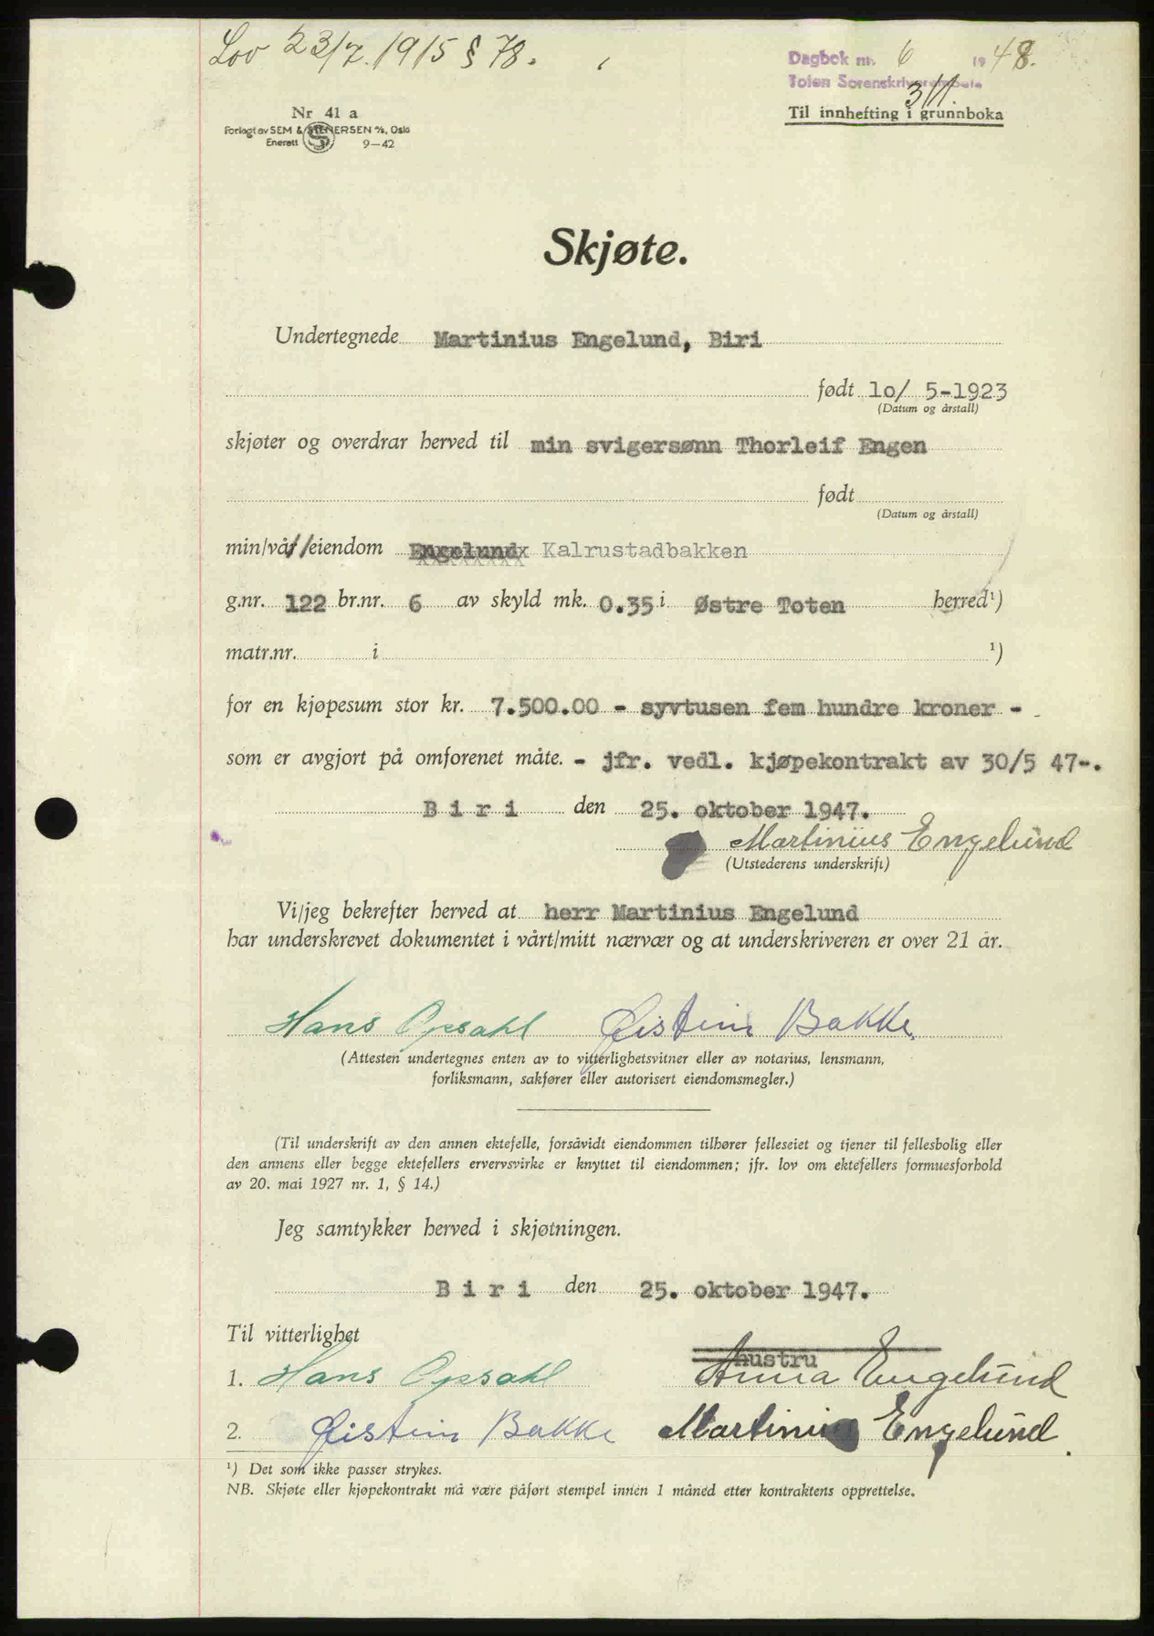 Lov 23/7.1915 § 78.
Dagbok nr. 6 1948.
Toten Sorenskriverembete
3/1.
Til innhefting i grunnboka
Nr 41 a
Forlagt av SEM & STENERSEN A/S, Oslo
Enerett 9-42
Skjøte.
Undertegnede Martinius Engelund, Biri
født 1o/ 5-1923
(Datum og årstall)
skjøter og overdrar herved til min svigersønn Thorleif Engen
født
(Datum og årstall)
min/vår/eiendom Engelundx Kalrustadbakken
g.nr. 122 br.nr. 6 av skyld mk. 0.35 i Østre Toten herred¹)
matr.nr. i ¹)
for en kjøpesum stor kr. 7.500.00 - syvtusen fem hundre kroner -
som er avgjort på omforenet måte. - jfr. vedl. kjøpekontrakt av 30/5 47-.
B i r i den 25. oktober 1947.
Martinius Engelund
(Utstederens underskrift)
Vi/jeg bekrefter herved at herr Martinius Engelund
har underskrevet dokumentet i vårt/mitt nærvær og at underskriveren er over 21 år.
Hans Opsahl Øistein Bakke
(Attesten undertegnes enten av to vitterlighetsvitner eller av notarius, lensmann,
forliksmann, sakfører eller autorisert eiendomsmegler.)
(Til underskrift av den annen ektefelle, forsåvidt eiendommen tilhører felleseiet og tjener til fellesbolig eller
den annens eller begge ektefellers ervervsvirke er knyttet til eiendommen; jfr. lov om ektefellers formuesforhold
av 20. mai 1927 nr. 1, § 14.)
Jeg samtykker herved i skjøtningen.
B i r i den 25. oktober 1947.
Til vitterlighet
hustru
1. Hans Opsahl Anna Engelund
2. Øistein Bakke Martinius Engelund.
¹) Det som ikke passer strykes.
NB. Skjøte eller kjøpekontrakt må være påført stempel innen 1 måned etter kontraktens opprettelse.